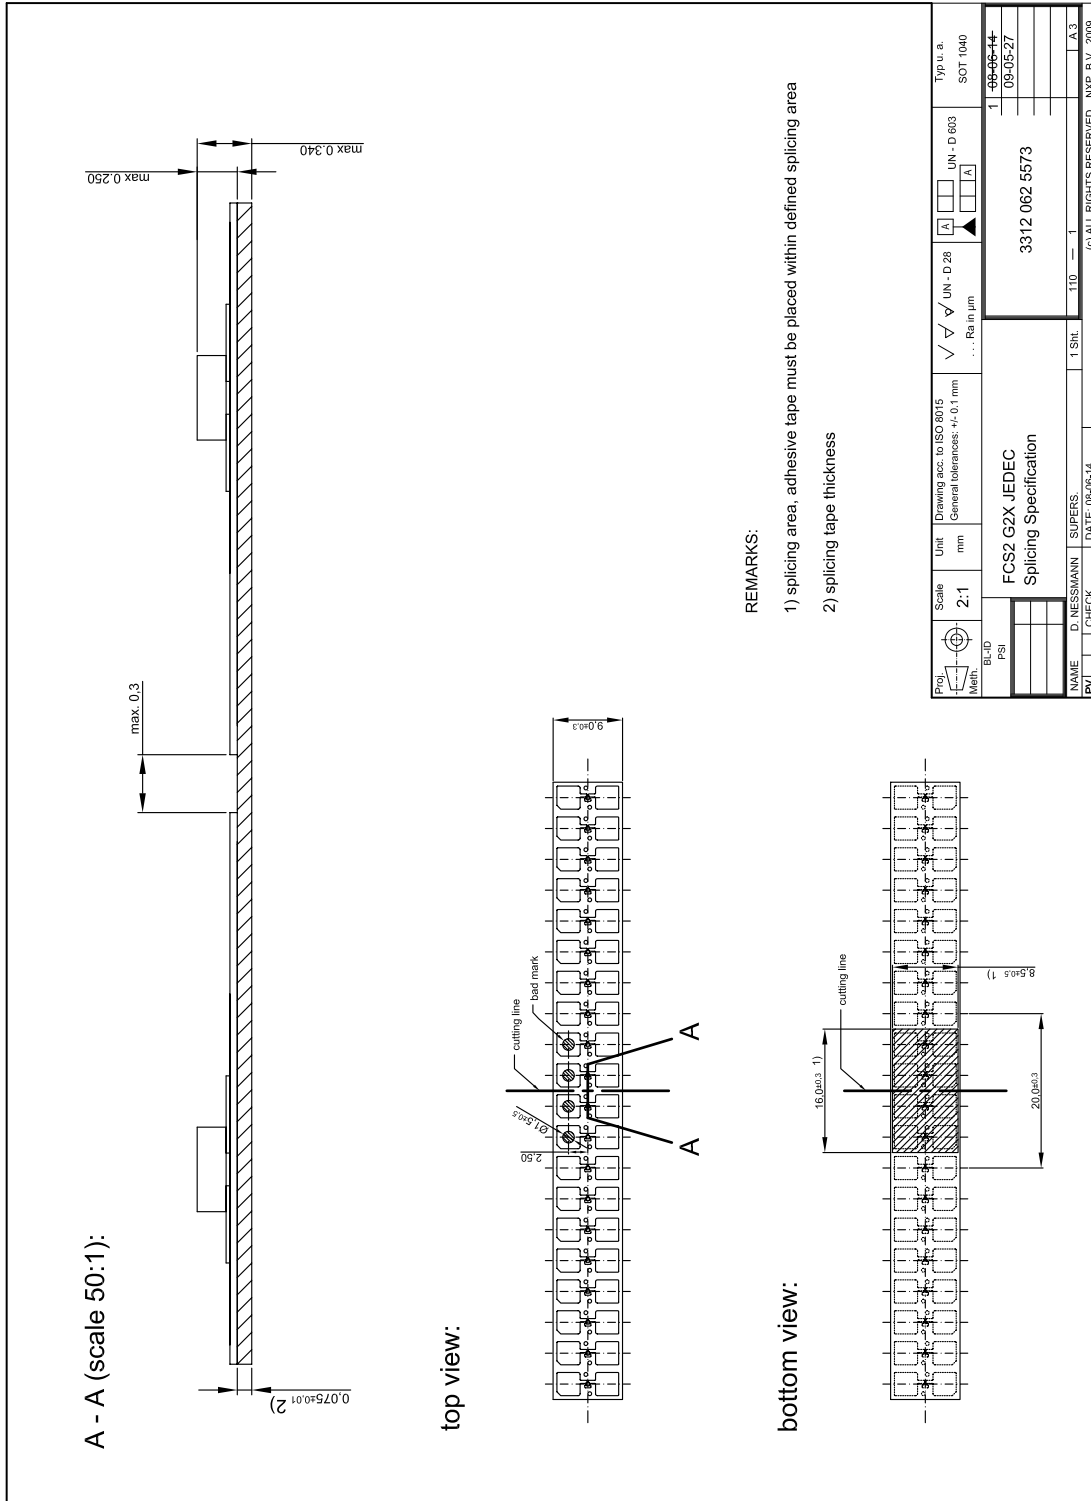 A - A (scale 50:1):
max 0.250
max 0.340
max. 0,3
0,075±0,01 2)
top view:
cutting line
bad mark
Ø1,5±0,5
2,50
9,0±0,3
A
A
bottom view:
cutting line
16,0±0,3 1)
8,5±0,5 1)
20,0±0,3
REMARKS:
1) splicing area, adhesive tape must be placed within defined splicing area
2) splicing tape thickness
Proj.
Meth.
Scale
2:1
Unit
mm
Drawing acc. to ISO 8015
General tolerances: +/- 0.1 mm
UN - D 28
. . . Ra in µm
A
UN - D 603
A
Typ u. a.
SOT 1040
BL-ID
PSI
FCS2 G2X JEDEC
Splicing Specification
3312 062 5573
1 08-06-14
09-05-27
NAME D. NESSMANN SUPERS. 1 Sht. 110 — 1 A 3
CHECK DATE: 08-06-14 (c) ALL RIGHTS RESERVED NXP B.V. 2009